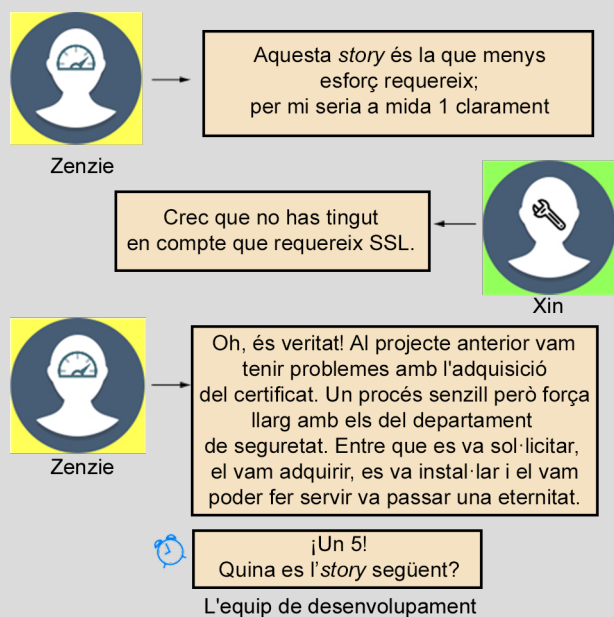 Aquesta story és la que menys
esforç requereix;
per mi seria a mida 1 clarament
Zenzie
Crec que no has tingut
en compte que requereix SSL.
Xin
Oh, és veritat! Al projecte anterior vam
tenir problemes amb l'adquisició
del certificat. Un procés senzill però força
llarg amb els del departament
de seguretat. Entre que es va sol·licitar,
el vam adquirir, es va instal·lar i el vam
poder fer servir va passar una eternitat.
Zenzie
¡Un 5!
Quina es l'story següent?
L'equip de desenvolupament